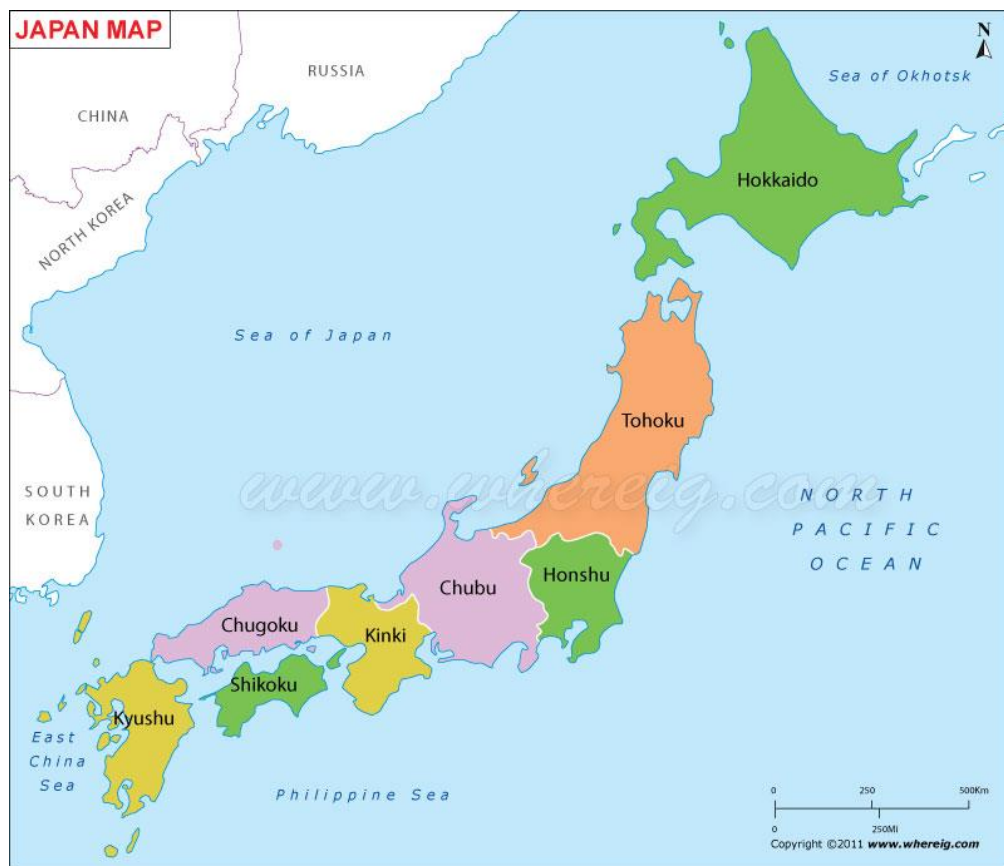 JAPAN MAP
N
RUSSIA
Sea of Okhotsk
CHINA
Hokkaido
NORTH KOREA
Sea of Japan
Tohoku
www.whereig.com
SOUTH
KOREA
NORTH
PACIFIC
OCEAN
Honshu
Chubu
Chugoku
Kinki
Shikoku
Kyushu
East
China
Sea
Philippine Sea
0 250 500Km
0 250Mi
Copyright ©2011 www.whereig.com